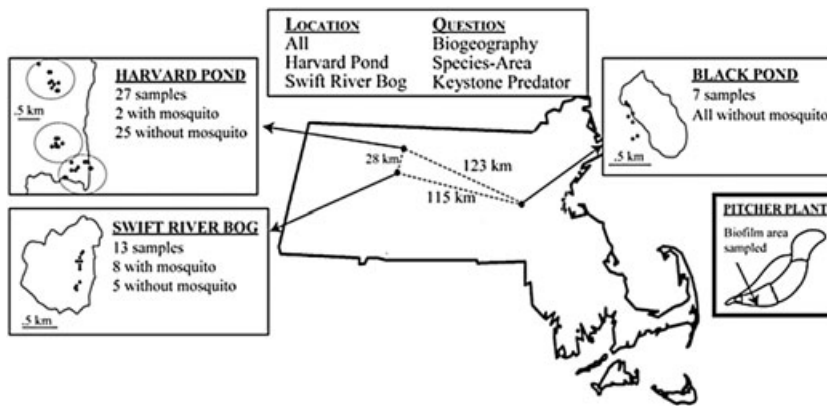 LOCATION QUESTION
All Biogeography
Harvard Pond Species-Area
Swift River Bog Keystone Predator
HARVARD POND
27 samples
2 with mosquito
25 without mosquito
.5 km
BLACK POND
7 samples
All without mosquito
.5 km
28 km
123 km
115 km
SWIFT RIVER BOG
13 samples
8 with mosquito
5 without mosquito
.5 km
PITCHER PLANT
Biofilm area
sampled